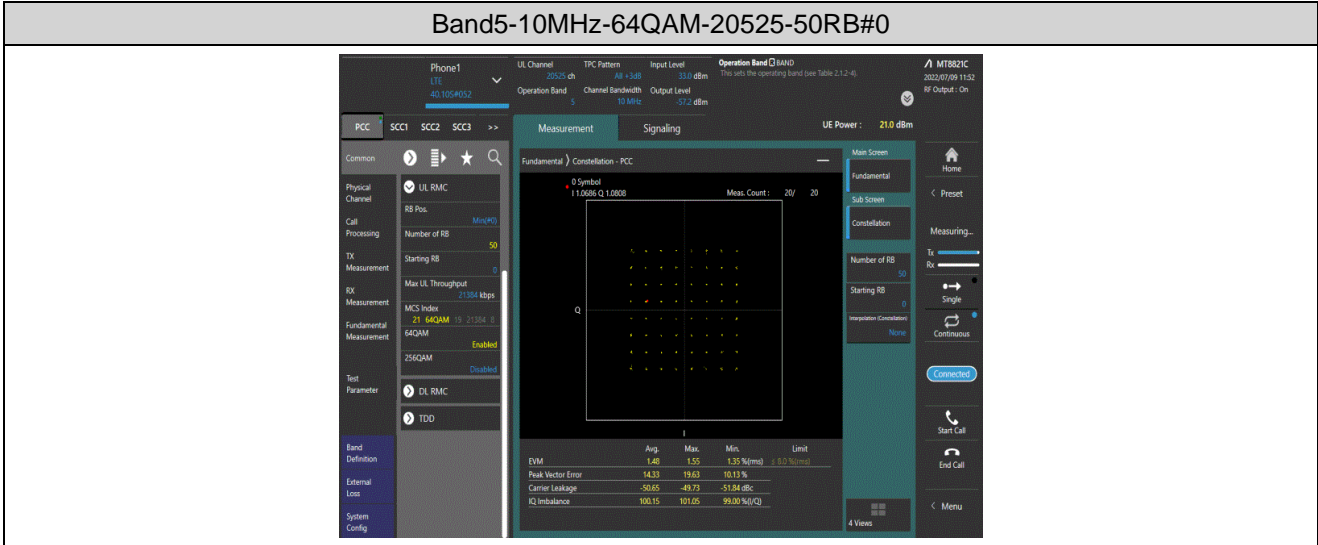 Band5-10MHz-64QAM-20525-50RB#0
Phone1
LTE
40.105#052
UL Channel
20525 ch
TPC Pattern
All +3dB
Input Level
33.0 dBm
Operation Band
5
Channel Bandwidth
10 MHz
Output Level
-57.2 dBm
Operation Band BAND
This sets the operating band (see Table 2.1.2-4).
MT8821C
2022/07/09 11:52
RF Output : On
PCC SCC1 SCC2 SCC3 >>
Measurement Signaling
UE Power : 21.0 dBm
Common
Physical
Channel
Call
Processing
TX
Measurement
RX
Measurement
Fundamental
Measurement
Test
Parameter
Band
Definition
External
Loss
System
Config
UL RMC
RB Pos.
Min(#0)
Number of RB
50
Starting RB
0
Max UL Throughput
21384 kbps
MCS Index
21 64QAM 19 21384 8
64QAM
Enabled
256QAM
Disabled
DL RMC
TDD
Fundamental Constellation - PCC
0 Symbol
I 1.0686 Q 1.0808
Meas. Count : 20/ 20
Q
I
Avg. Max. Min. Limit
EVM 1.48 1.55 1.35 %(rms) ≤ 8.0 %(rms)
Peak Vector Error 14.33 19.63 10.13 %
Carrier Leakage -50.65 -49.73 -51.84 dBc
IQ Imbalance 100.15 101.05 99.00 %(I/Q)
Main Screen
Fundamental
Sub Screen
Constellation
Number of RB
50
Starting RB
0
Interpolation (Constellation)
None
4 Views
Home
< Preset
Measuring...
Tx
Rx
Single
Continuous
Connected
Start Call
End Call
< Menu